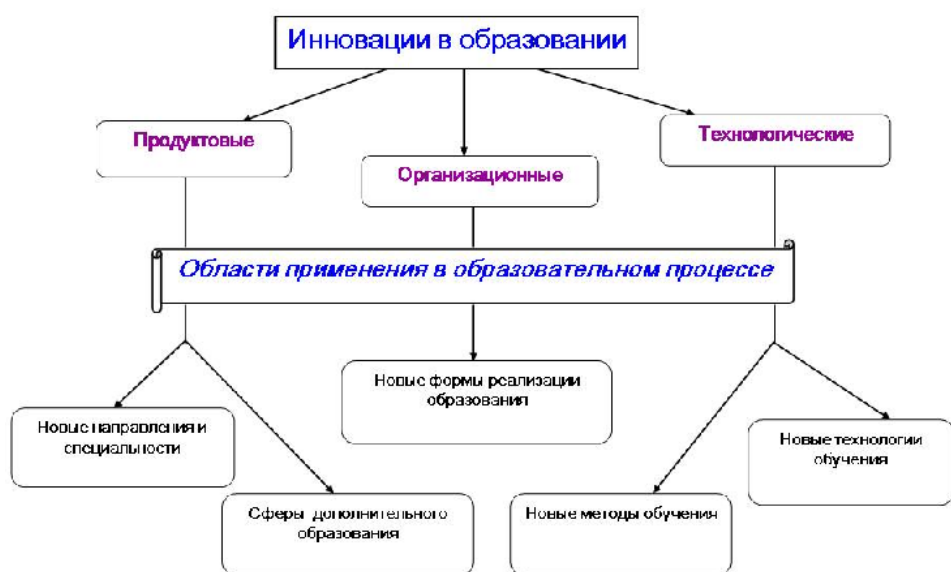 Инновации в образовании
Продуктовые
Организационные
Технологические
Области применения в образовательном процессе
Новые направления и
специальности
Сферы дополнительного
образования
Новые формы реализации
образования
Новые методы обучения
Новые технологии
обучения